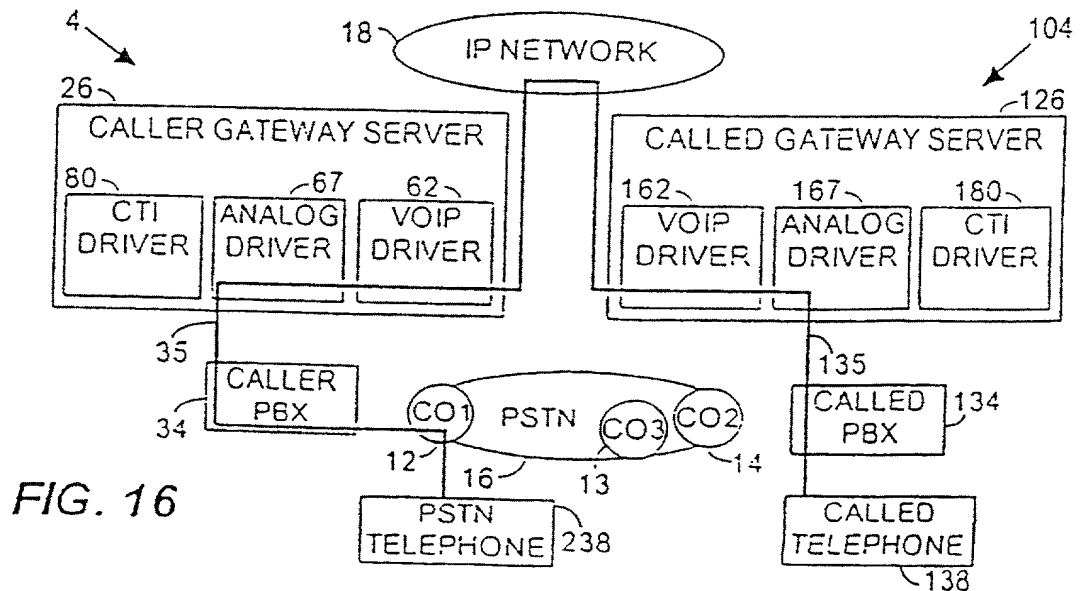 4
18
IP NETWORK
104
26
CALLER GATEWAY SERVER
126
CALLED GATEWAY SERVER
80
CTI
DRIVER
67
ANALOG
DRIVER
62
VOIP
DRIVER
162
VOIP
DRIVER
167
ANALOG
DRIVER
180
CTI
DRIVER
35
135
CALLER
PBX
34
CO1
PSTN
CO3
CO2
12
16
13
14
CALLED
PBX
134
FIG. 16
PSTN
TELEPHONE
238
CALLED
TELEPHONE
138